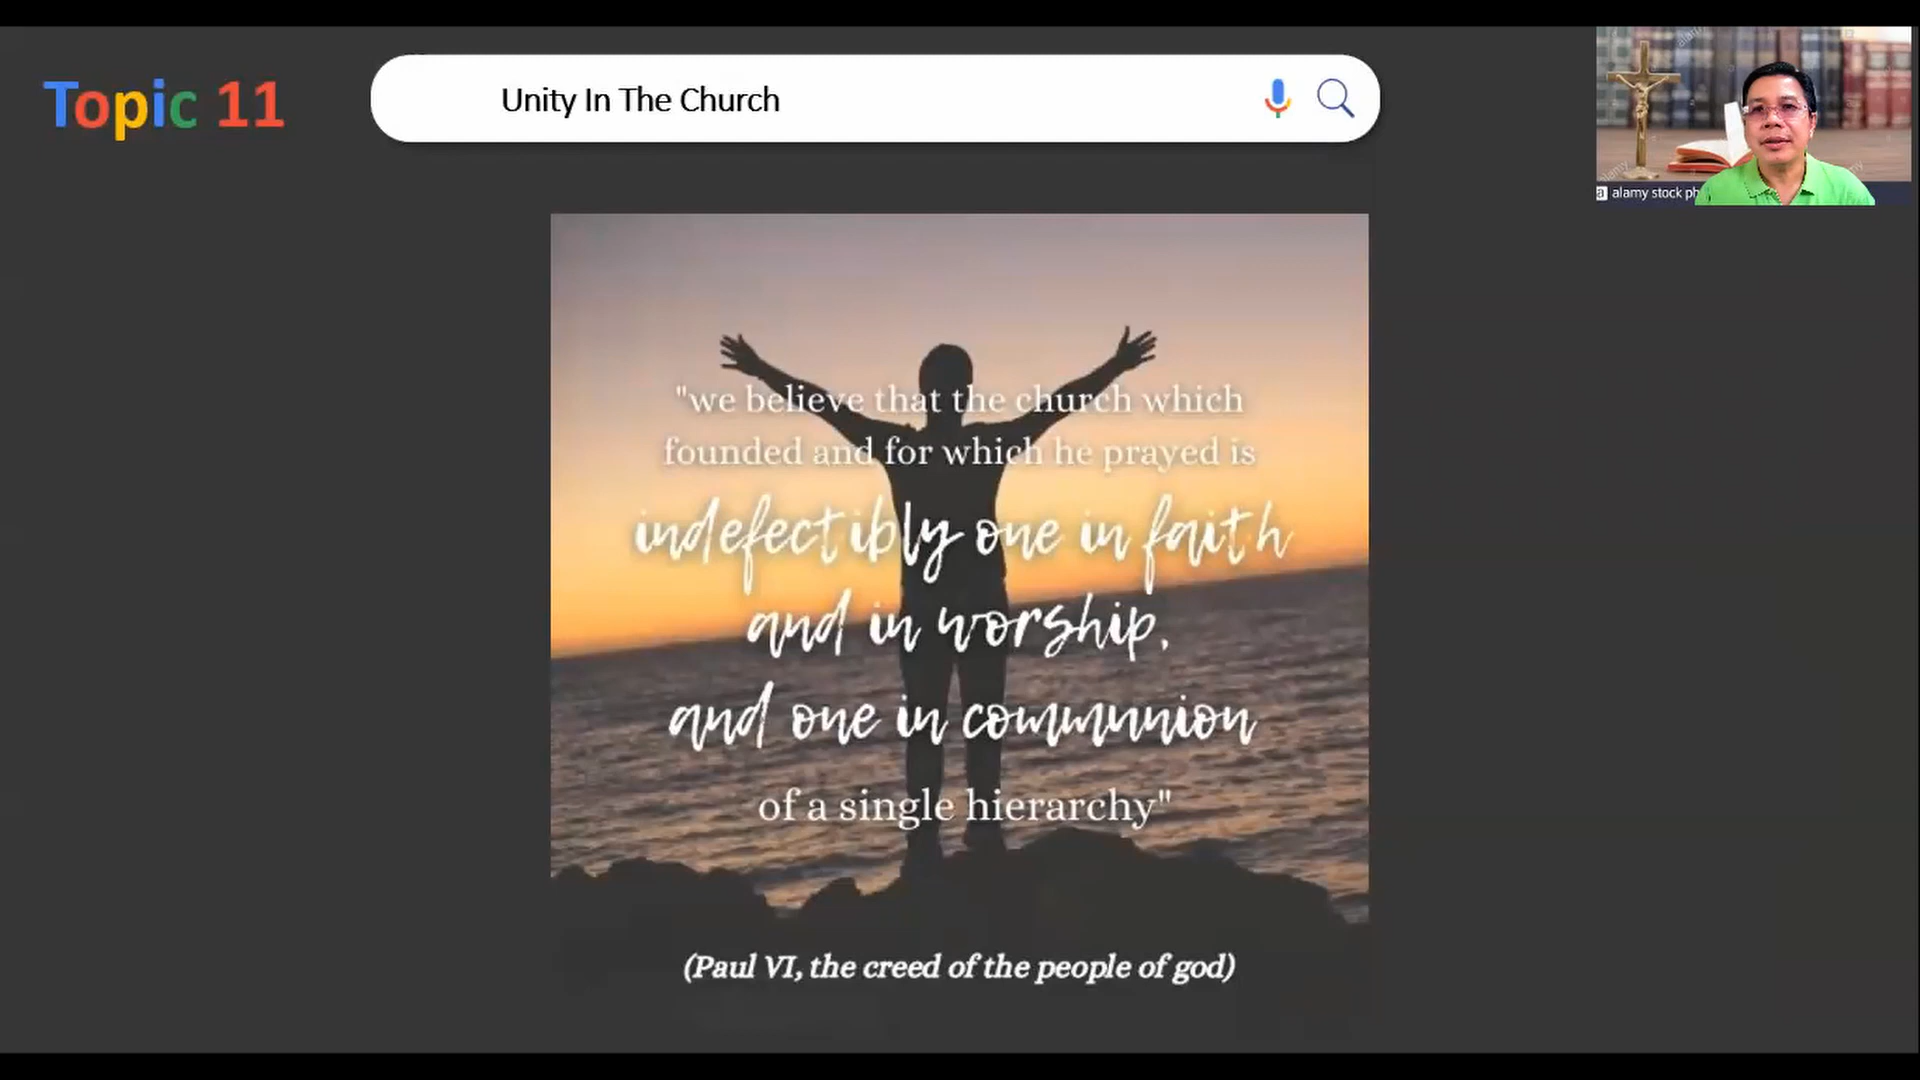 Topic 11
Unity In The Church
a alamy stock ph
"we believe that the church which
founded and for which he prayed is
indefectibly one in faith
and in worship,
and one in communion
of a single hierarchy"
(Paul VI, the creed of the people of god)